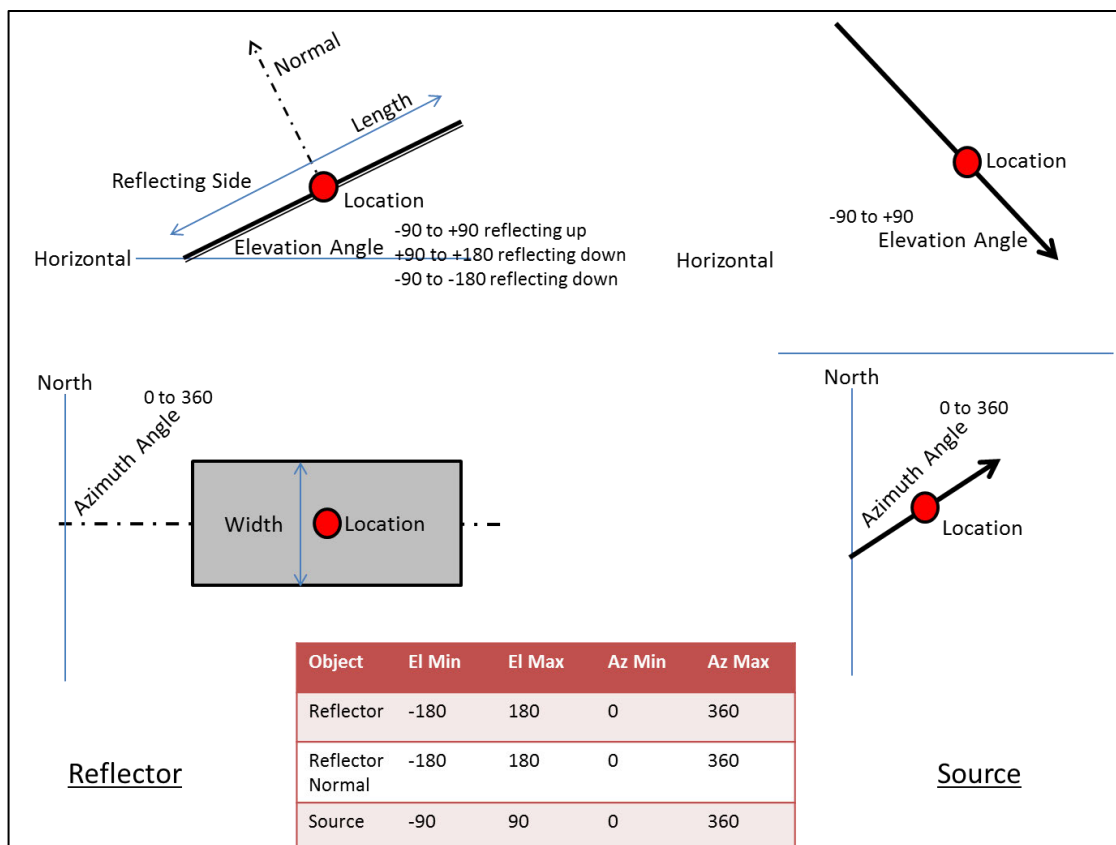 Normal
Length
Reflecting Side
Location
Elevation Angle
-90 to +90 reflecting up
+90 to +180 reflecting down
-90 to -180 reflecting down
Horizontal
Location
-90 to +90
Elevation Angle
Horizontal
North
0 to 360
Azimuth Angle
Width
Location
North
0 to 360
Azimuth Angle
Location
Object El Min El Max Az Min Az Max
Reflector -180 180 0 360
Reflector -180 180 0 360
Normal
Source -90 90 0 360
Reflector
Source